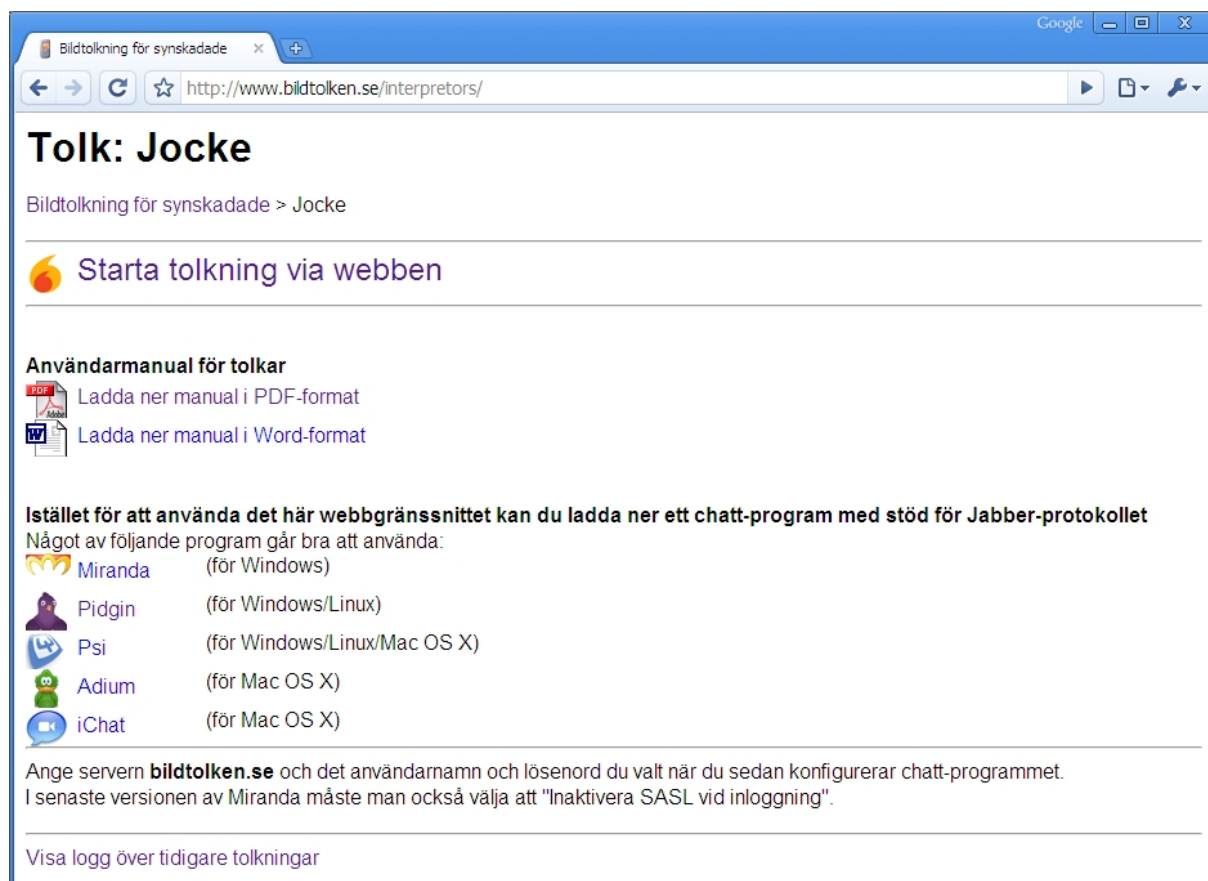 Google
Bildtolkning för synskadade
http://www.bildtolken.se/interpretors/
Tolk: Jocke
Bildtolkning för synskadade > Jocke
Starta tolkning via webben
Användarmanual för tolkar
PDF Adobe Ladda ner manual i PDF-format
W Ladda ner manual i Word-format
Istället för att använda det här webbgränssnittet kan du ladda ner ett chatt-program med stöd för Jabber-protokollet
Något av följande program går bra att använda:
Miranda (för Windows)
Pidgin (för Windows/Linux)
Psi (för Windows/Linux/Mac OS X)
Adium (för Mac OS X)
iChat (för Mac OS X)
Ange servern bildtolken.se och det användarnamn och lösenord du valt när du sedan konfigurerar chatt-programmet.
I senaste versionen av Miranda måste man också välja att "Inaktivera SASL vid inloggning".
Visa logg över tidigare tolkningar